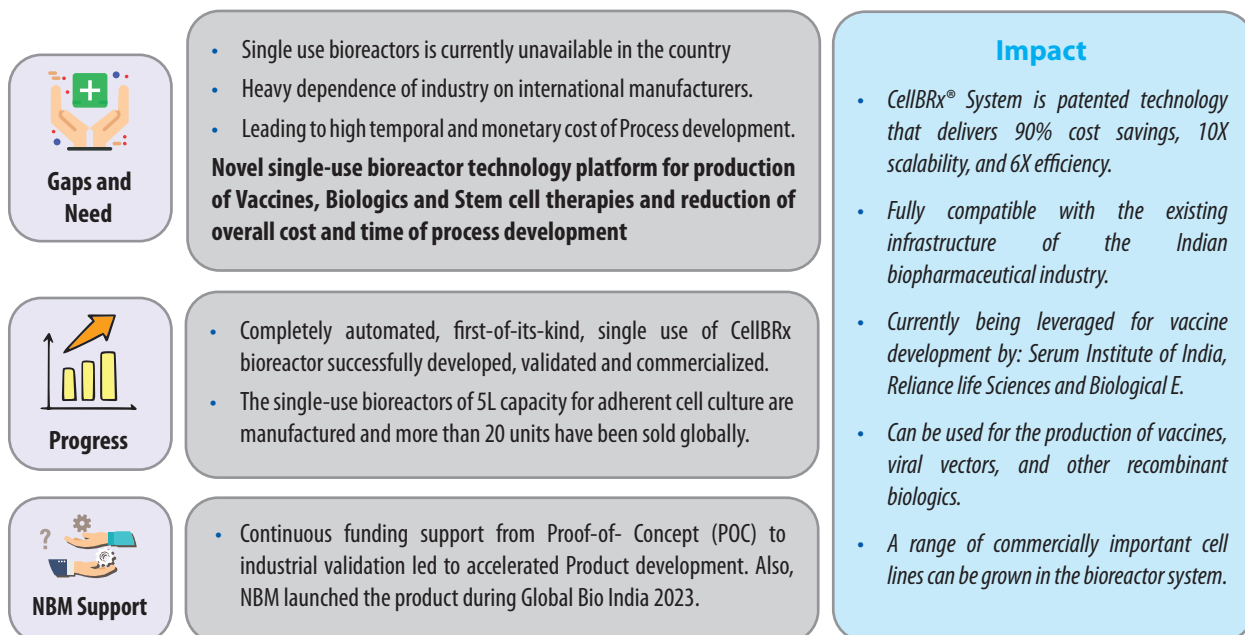 Gaps and
Need
• Single use bioreactors is currently unavailable in the country
• Heavy dependence of industry on international manufacturers.
• Leading to high temporal and monetary cost of Process development.
Novel single-use bioreactor technology platform for production
of Vaccines, Biologics and Stem cell therapies and reduction of
overall cost and time of process development
Progress
• Completely automated, first-of-its-kind, single use of CellBRx
bioreactor successfully developed, validated and commercialized.
• The single-use bioreactors of 5L capacity for adherent cell culture are
manufactured and more than 20 units have been sold globally.
?
NBM Support
• Continuous funding support from Proof-of- Concept (POC) to
industrial validation led to accelerated Product development. Also,
NBM launched the product during Global Bio India 2023.
Impact
• CellBRx® System is patented technology
that delivers 90% cost savings, 10X
scalability, and 6X efficiency.
• Fully compatible with the existing
infrastructure of the Indian
biopharmaceutical industry.
• Currently being leveraged for vaccine
development by: Serum Institute of India,
Reliance life Sciences and Biological E.
• Can be used for the production of vaccines,
viral vectors, and other recombinant
biologics.
• A range of commercially important cell
lines can be grown in the bioreactor system.